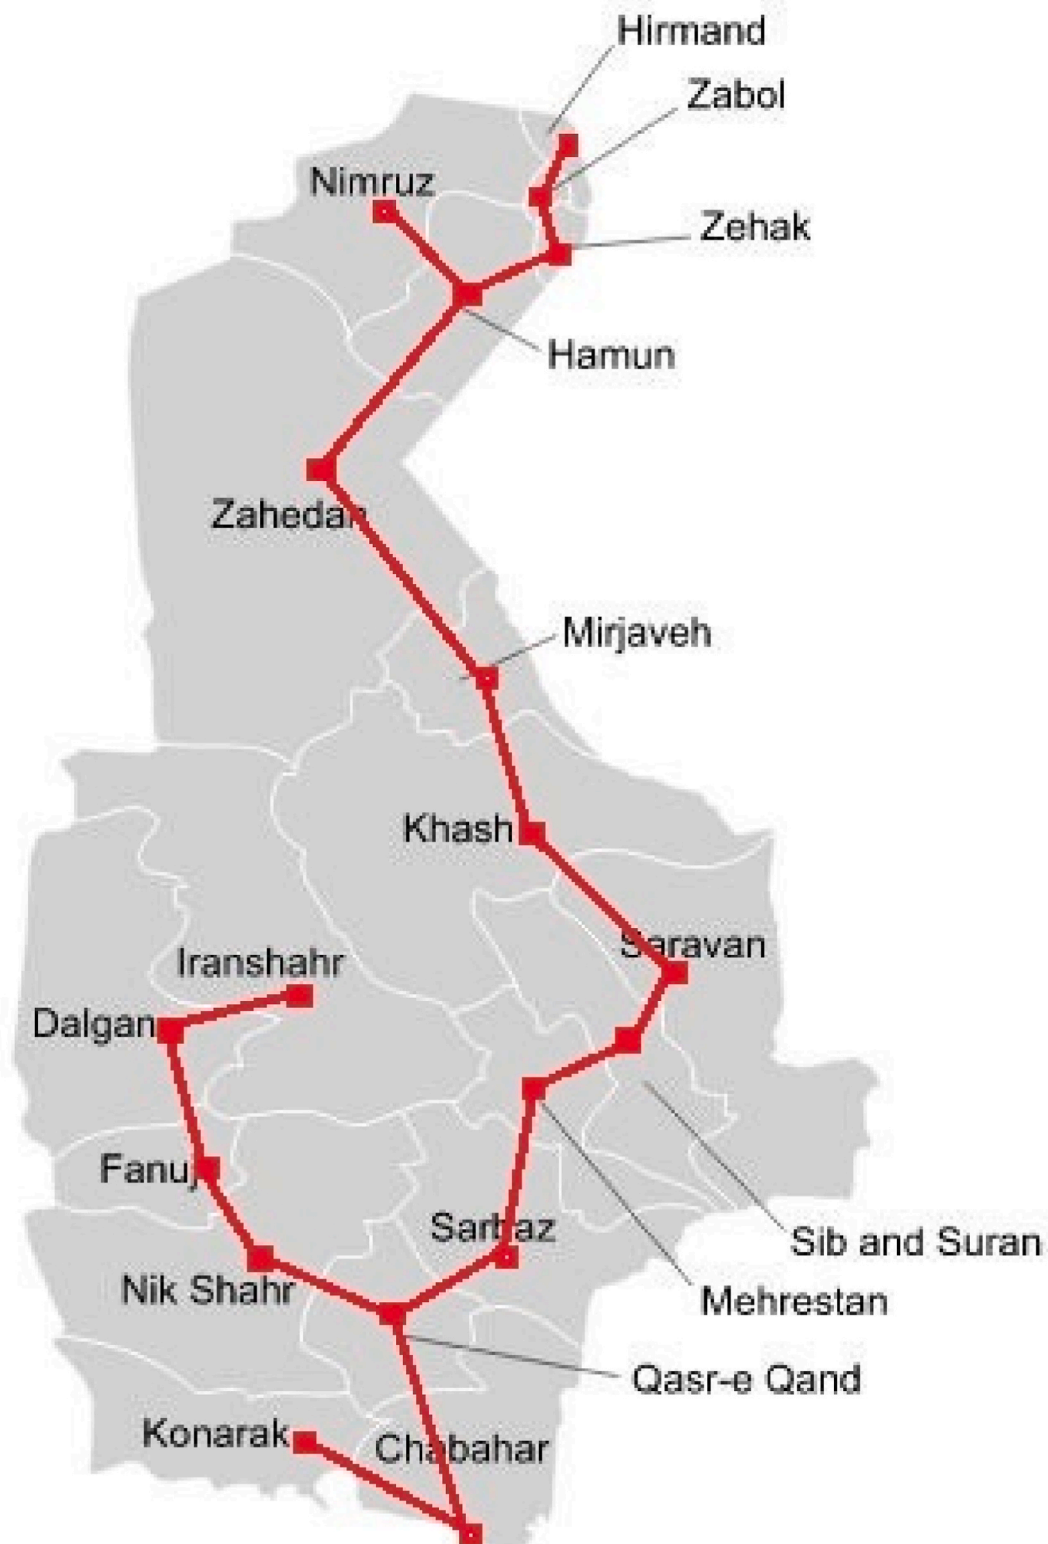 Hirmand
Zabol
Nimruz
Zehak
Hamun
Zahedan
Mirjaveh
Khash
Saravan
Iranshahr
Dalgan
Fanuj
Sarbaz
Sib and Suran
Nik Shahr
Mehrestan
Qasr-e Qand
Konarak
Chabahar